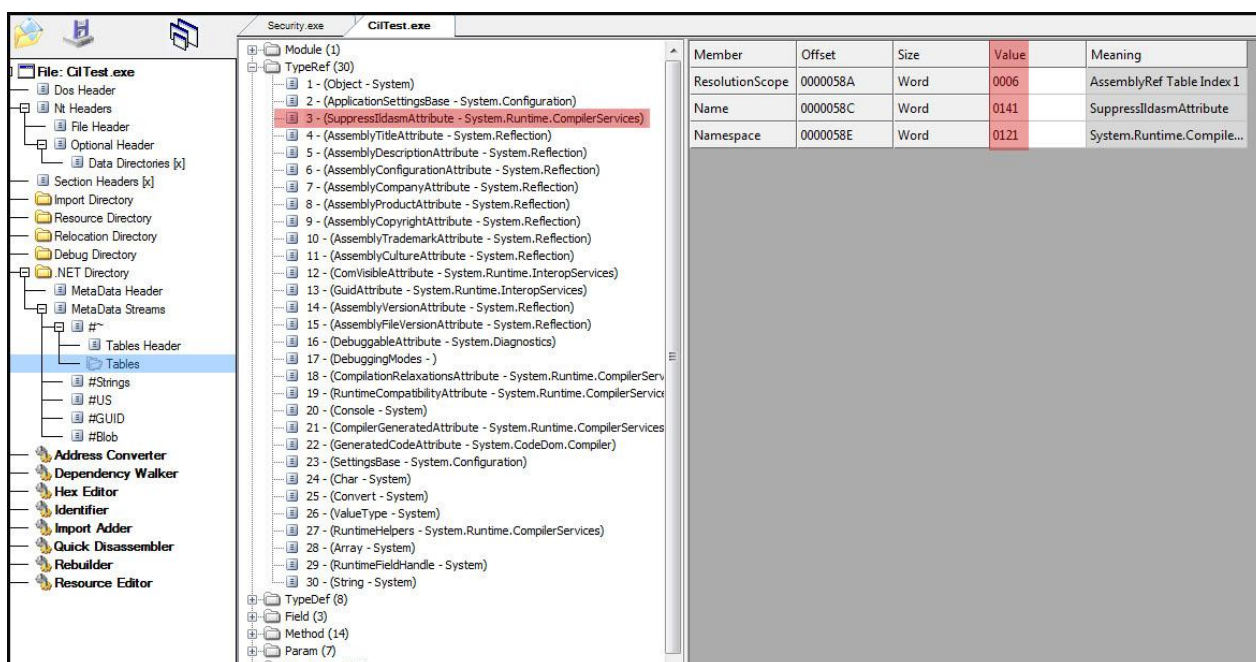 Security.exe
CilTest.exe
File: CilTest.exe
Dos Header
Nt Headers
File Header
Optional Header
Data Directories [x]
Section Headers [x]
Import Directory
Resource Directory
Relocation Directory
Debug Directory
.NET Directory
MetaData Header
MetaData Streams
#~
Tables Header
Tables
#Strings
#US
#GUID
#Blob
Address Converter
Dependency Walker
Hex Editor
Identifier
Import Adder
Quick Disassembler
Rebuilder
Resource Editor
Module (1)
TypeRef (30)
1 - (Object - System)
2 - (ApplicationSettingsBase - System.Configuration)
3 - (SuppressIldasmAttribute - System.Runtime.CompilerServices)
4 - (AssemblyTitleAttribute - System.Reflection)
5 - (AssemblyDescriptionAttribute - System.Reflection)
6 - (AssemblyConfigurationAttribute - System.Reflection)
7 - (AssemblyCompanyAttribute - System.Reflection)
8 - (AssemblyProductAttribute - System.Reflection)
9 - (AssemblyCopyrightAttribute - System.Reflection)
10 - (AssemblyTrademarkAttribute - System.Reflection)
11 - (AssemblyCultureAttribute - System.Reflection)
12 - (ComVisibleAttribute - System.Runtime.InteropServices)
13 - (GuidAttribute - System.Runtime.InteropServices)
14 - (AssemblyVersionAttribute - System.Reflection)
15 - (AssemblyFileVersionAttribute - System.Reflection)
16 - (DebuggableAttribute - System.Diagnostics)
17 - (DebuggingModes - )
18 - (CompilationRelaxationsAttribute - System.Runtime.CompilerServ
19 - (RuntimeCompatibilityAttribute - System.Runtime.CompilerService
20 - (Console - System)
21 - (CompilerGeneratedAttribute - System.Runtime.CompilerServices
22 - (GeneratedCodeAttribute - System.CodeDom.Compiler)
23 - (SettingsBase - System.Configuration)
24 - (Char - System)
25 - (Convert - System)
26 - (ValueType - System)
27 - (RuntimeHelpers - System.Runtime.CompilerServices)
28 - (Array - System)
29 - (RuntimeFieldHandle - System)
30 - (String - System)
TypeDef (8)
Field (3)
Method (14)
Param (7)
Member Offset Size Value Meaning
ResolutionScope 0000058A Word 0006 AssemblyRef Table Index 1
Name 0000058C Word 0141 SuppressIldasmAttribute
Namespace 0000058E Word 0121 System.Runtime.Compile...